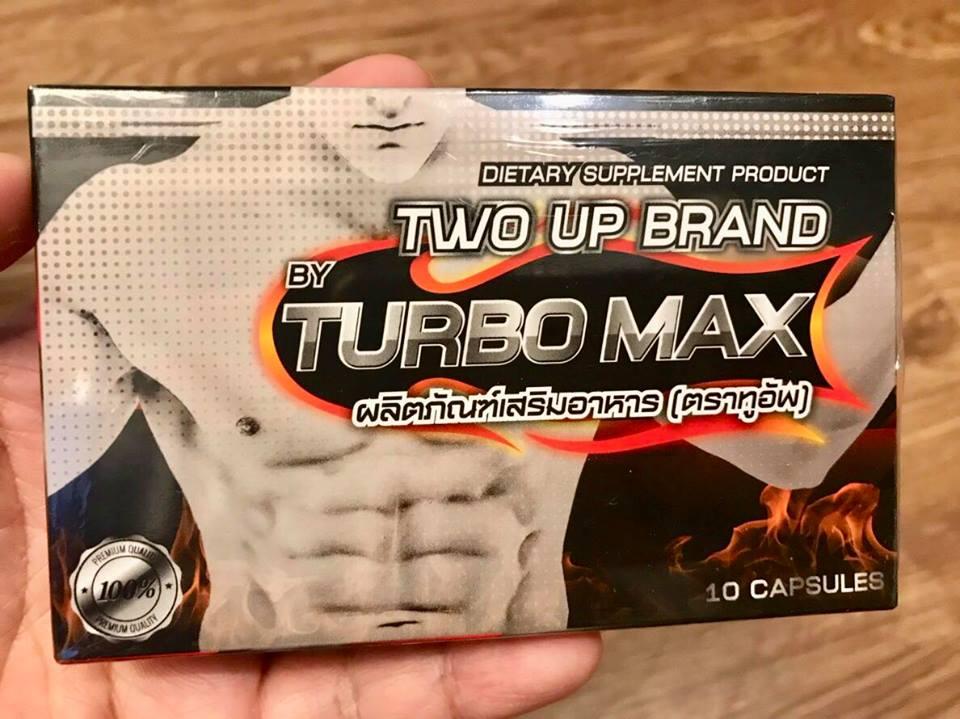 DIETARY SUPPLEMENT PRODUCT
TWO UP BRAND
BY
TURBO MAX
ผลิตภัณฑ์เสริมอาหาร (ตราทูอัพ)
PREMIUM QUALIT
100%
PREMIUM QUALITY
10 CAPSULES